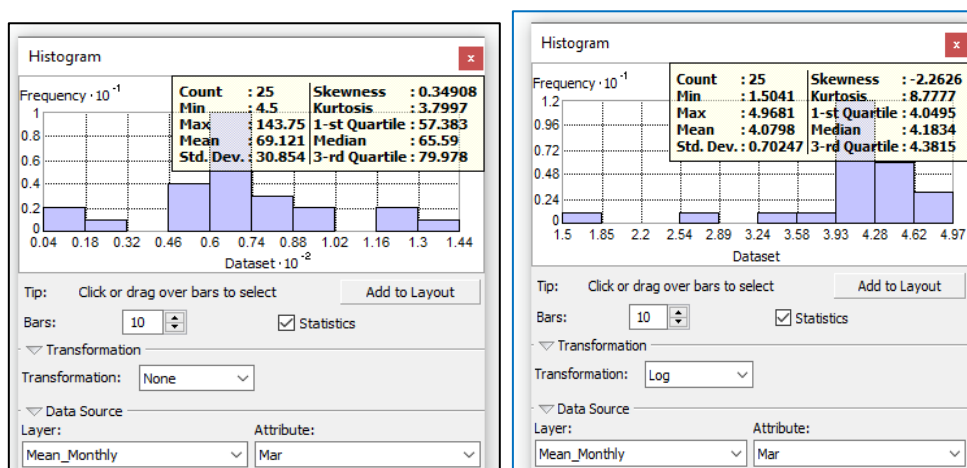 Histogram
x
Frequency · 10 -1
Count : 25 Skewness : 0.34908
Min : 4.5 Kurtosis : 3.7997
Max : 143.75 1-st Quartile : 57.383
Mean : 69.121 Median : 65.59
Std. Dev. : 30.854 3-rd Quartile : 79.978
1
0.8
0.6
0.4
0.2
0
0.04 0.18 0.32 0.46 0.6 0.74 0.88 1.02 1.16 1.3 1.44
Dataset · 10 -2
Tip: Click or drag over bars to select Add to Layout
Bars: 10 Statistics
Transformation
Transformation: None
Data Source
Layer: Attribute:
Mean_Monthly Mar
Histogram
x
Frequency · 10 -1
Count : 25 Skewness : -2.2626
Min : 1.5041 Kurtosis : 8.7777
Max : 4.9681 1-st Quartile : 4.0495
Mean : 4.0798 Median : 4.1834
Std. Dev. : 0.70247 3-rd Quartile : 4.3815
1.2
0.96
0.72
0.48
0.24
0
1.5 1.85 2.2 2.54 2.89 3.24 3.58 3.93 4.28 4.62 4.97
Dataset
Tip: Click or drag over bars to select Add to Layout
Bars: 10 Statistics
Transformation
Transformation: Log
Data Source
Layer: Attribute:
Mean_Monthly Mar